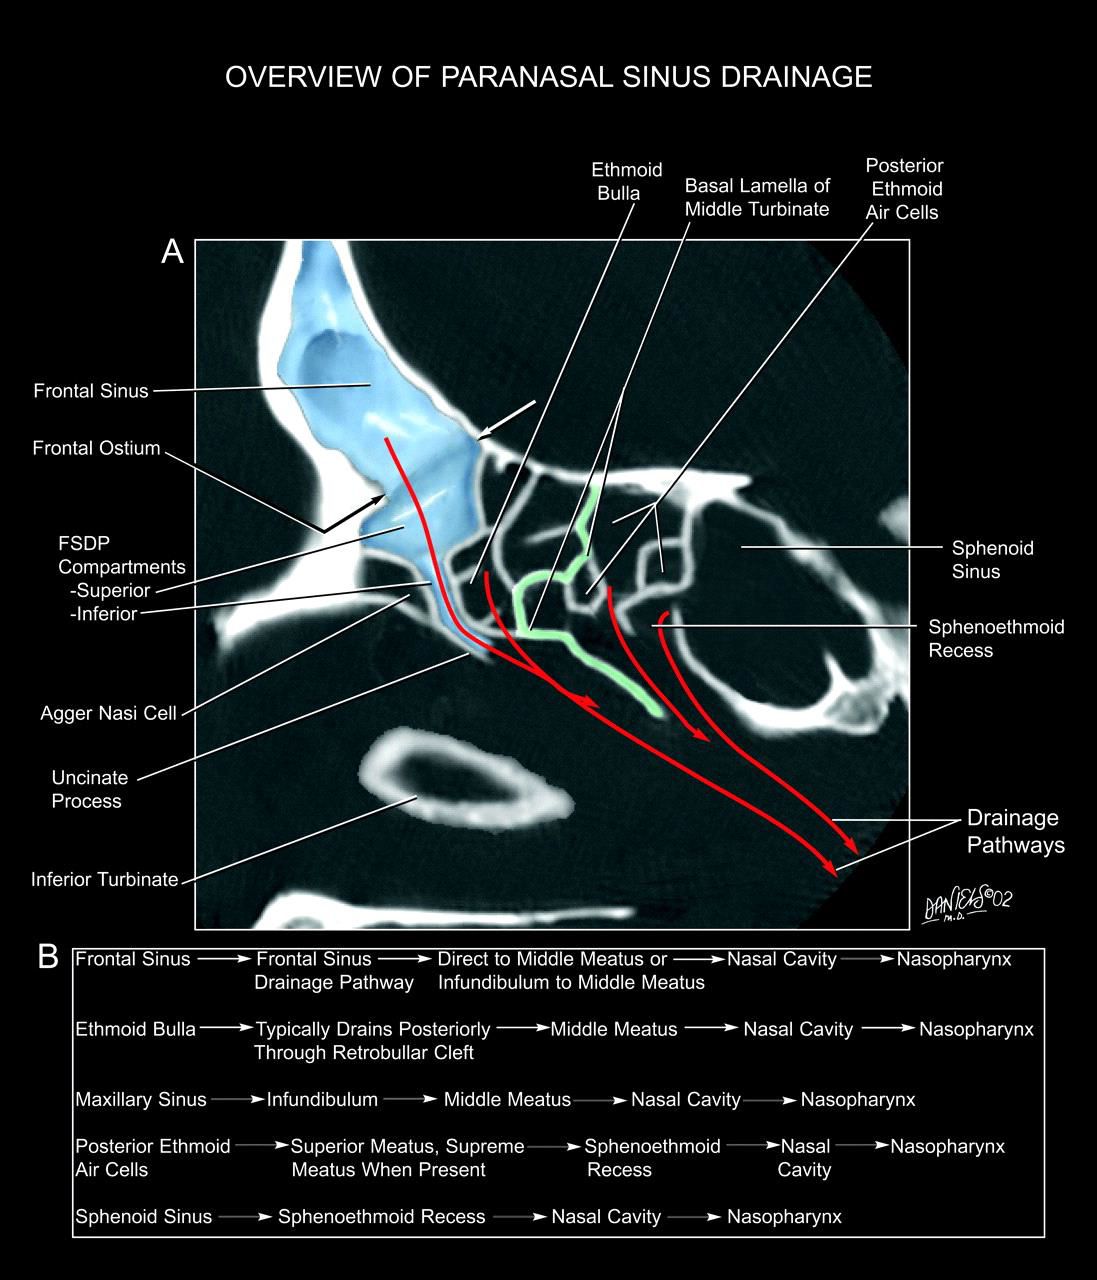 OVERVIEW OF PARANASAL SINUS DRAINAGE
Ethmoid
Bulla
Basal Lamella of
Middle Turbinate
Posterior
Ethmoid
Air Cells
A
Frontal Sinus
Frontal Ostium
FSDP
Compartments
-Superior
-Inferior
Agger Nasi Cell
Uncinate
Process
Inferior Turbinate
Sphenoid
Sinus
Sphenoethmoid
Recess
Drainage
Pathways
DANIELS©02
M.D.
B
Frontal Sinus Frontal Sinus Direct to Middle Meatus or Nasal Cavity Nasopharynx
Drainage Pathway Infundibulum to Middle Meatus
Ethmoid Bulla Typically Drains Posteriorly Middle Meatus Nasal Cavity Nasopharynx
Through Retrobullar Cleft
Maxillary Sinus Infundibulum Middle Meatus Nasal Cavity Nasopharynx
Posterior Ethmoid Superior Meatus, Supreme Sphenoethmoid Nasal Nasopharynx
Air Cells Meatus When Present Recess Cavity
Sphenoid Sinus Sphenoethmoid Recess Nasal Cavity Nasopharynx